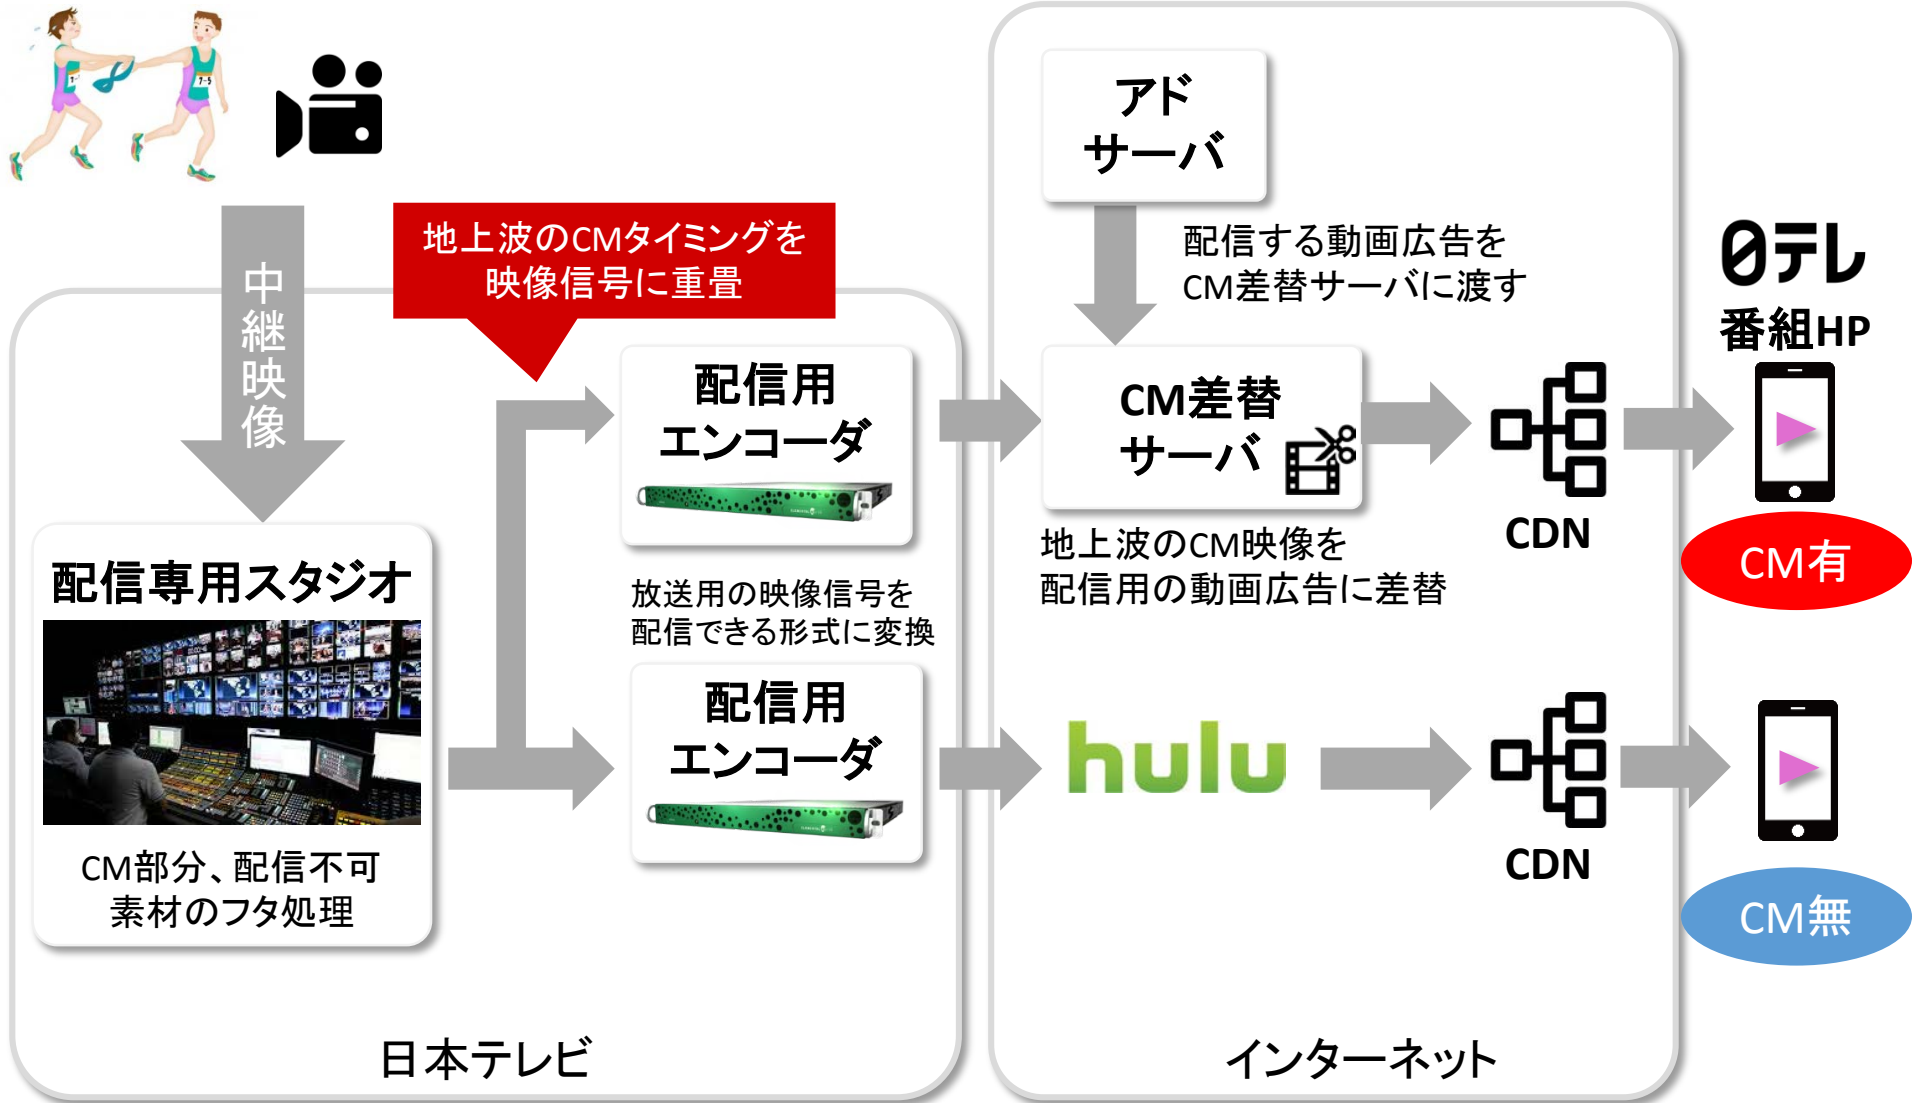 中継映像
地上波のCMタイミングを
映像信号に重畳
配信専用スタジオ
CM部分、配信不可
素材のフタ処理
配信用
エンコーダ
放送用の映像信号を
配信できる形式に変換
配信用
エンコーダ
日本テレビ
アド
サーバ
配信する動画広告を
CM差替サーバに渡す
CM差替
サーバ
地上波のCM映像を
配信用の動画広告に差替
CDN
hulu
CDN
インターネット
日テレ
番組HP
CM有
CM無
7-5